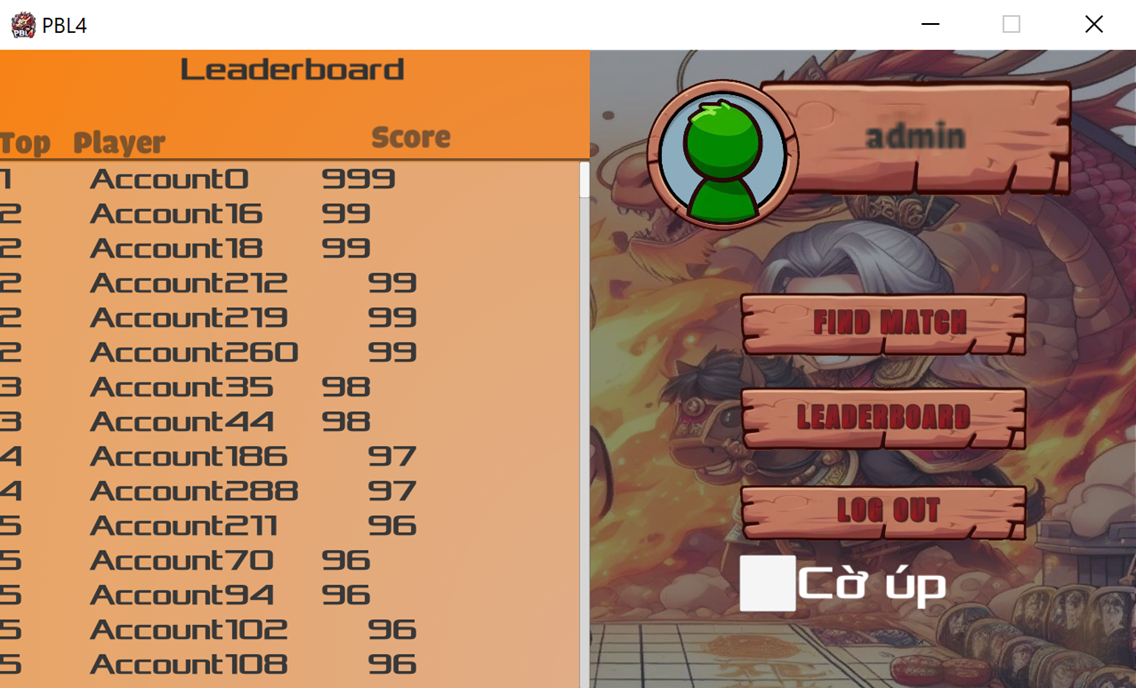 PBL4
Leaderboard
Top Player Score
1 Account0 999
2 Account16 99
2 Account18 99
2 Account212 99
2 Account219 99
2 Account260 99
3 Account35 98
3 Account44 98
4 Account186 97
4 Account288 97
5 Account211 96
5 Account70 96
5 Account94 96
5 Account102 96
5 Account108 96
admin
FIND MATCH
LEADERBOARD
LOG OUT
Cờ úp